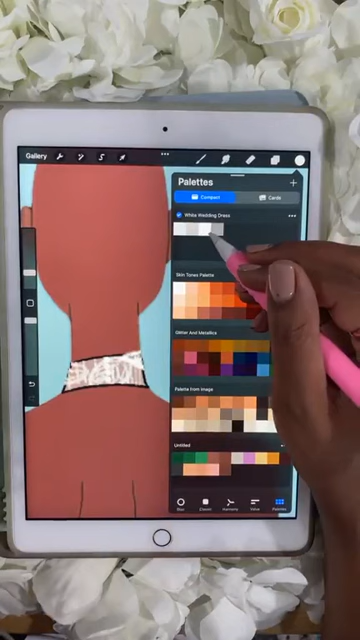 Gallery
Palettes
Compact
Cards
White Wedding Dress
Skin Tones Palette
Glitter And Metallics
Palette from Image
Untitled
Disc
Classic
Harmony
Value
Palettes